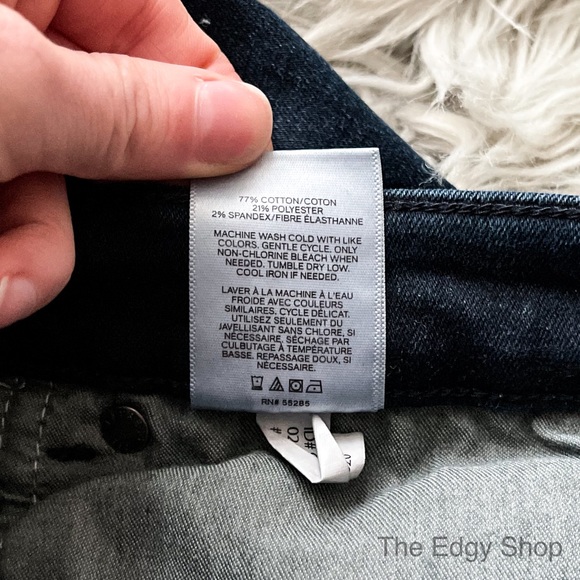 77% COTTON/COTON
21% POLYESTER
2% SPANDEX/FIBRE ÉLASTHANNE
MACHINE WASH COLD WITH LIKE
COLORS. GENTLE CYCLE. ONLY
NON-CHLORINE BLEACH WHEN
NEEDED. TUMBLE DRY LOW.
COOL IRON IF NEEDED.
LAVER À LA MACHINE À L'EAU
FROIDE AVEC COULEURS
SIMILAIRES. CYCLE DÉLICAT.
UTILISEZ SEULEMENT DU
JAVELLISANT SANS CHLORE, SI
NÉCESSAIRE. SÉCHAGE PAR
CULBUTAGE À TEMPÉRATURE
BASSE. REPASSAGE DOUX, SI
NÉCESSAIRE.
RN# 55285
The Edgy Shop